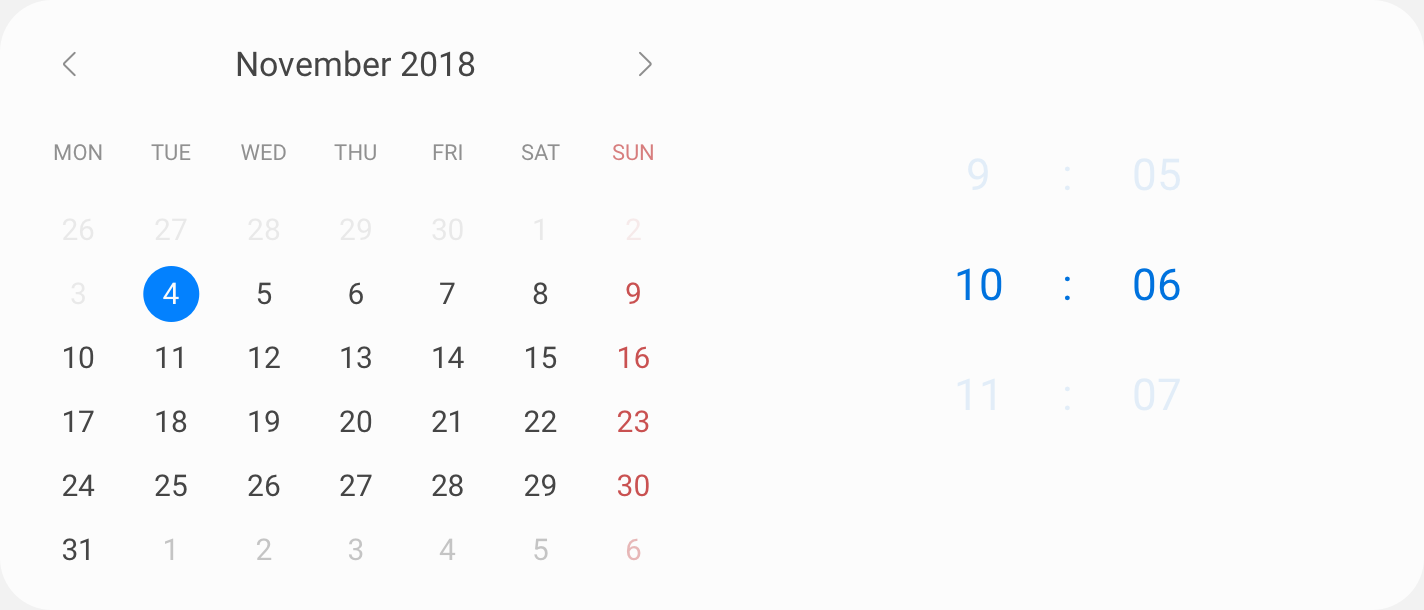 November 2018
MON TUE WED THU FRI SAT SUN
26 27 28 29 30 1 2
3 4 5 6 7 8 9
10 11 12 13 14 15 16
17 18 19 20 21 22 23
24 25 26 27 28 29 30
31 1 2 3 4 5 6
9 : 05
10 : 06
11 : 07